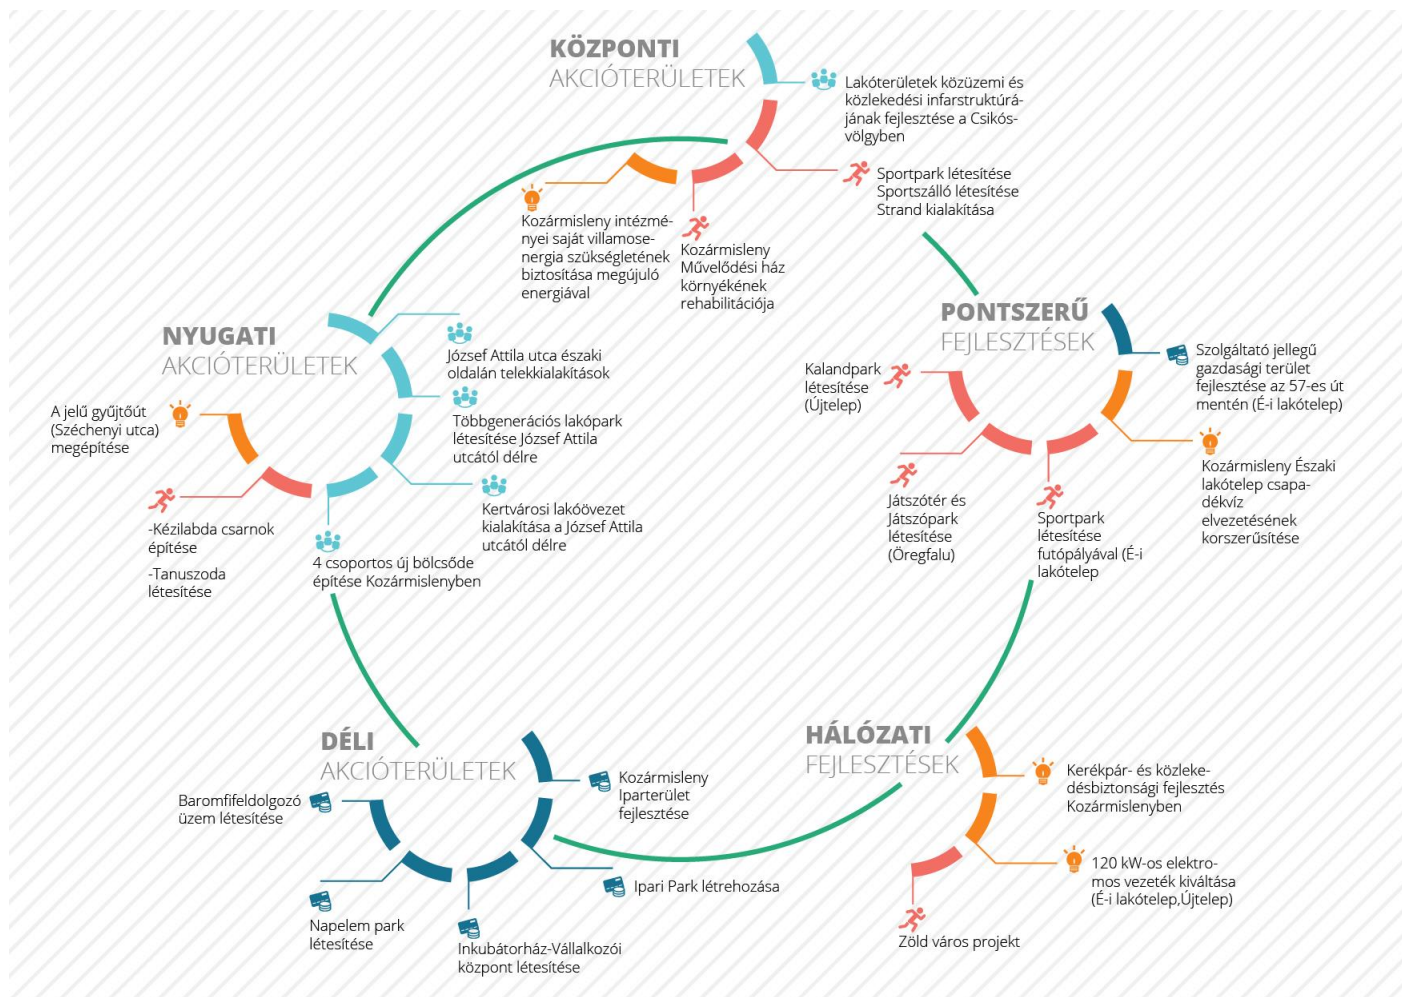 KÖZPONTI
AKCIÓTERÜLETEK
Lakóterületek közüzemi és
közlekedési infarstruktúrá-
jának fejlesztése a Csikós-
völgyben
Sportpark létesítése
Sportszálló létesítése
Strand kialakítása
Kozármisleny
Művelődési ház
környékének
rehabilitációja
Kozármisleny intézmé-
nyei saját villamose-
nergia szükségletének
biztosítása megújuló
energiával
NYUGATI
AKCIÓTERÜLETEK
József Attila utca északi
oldalán telekkialakítások
Többgenerációs lakópark
létesítése József Attila
utcától délre
Kertvárosi lakóövezet
kialakítása a József Attila
utcától délre
4 csoportos új bölcsőde
építése Kozármislenyben
-Kézilabda csarnok
építése
-Tanuszoda
létesítése
A jelű gyűjtőút
(Széchenyi utca)
megépítése
PONTSZERŰ
FEJLESZTÉSEK
Szolgáltató jellegű
gazdasági terület
fejlesztése az 57-es út
mentén (É-i lakótelep)
Kozármisleny Északi
lakótelep csapa-
dékvíz
elvezetésének
korszerűsítése
Sportpark
létesítése
futópályával (É-i
lakótelep
Játszótér és
Játszópark
létesítése
(Öregfalu)
Kalandpark
létesítése
(Újtelep)
DÉLI
AKCIÓTERÜLETEK
Kozármisleny
Iparterület
fejlesztése
Ipari Park létrehozása
Inkubátorház-Vállalkozói
központ létesítése
Napelem park
létesítése
Baromfifeldolgozó
üzem létesítése
HÁLÓZATI
FEJLESZTÉSEK
Kerékpár- és közleke-
désbiztonsági fejlesztés
Kozármislenyben
120 kW-os elektro-
mos vezeték kiváltása
(É-i lakótelep,Újtelep)
Zöld város projekt